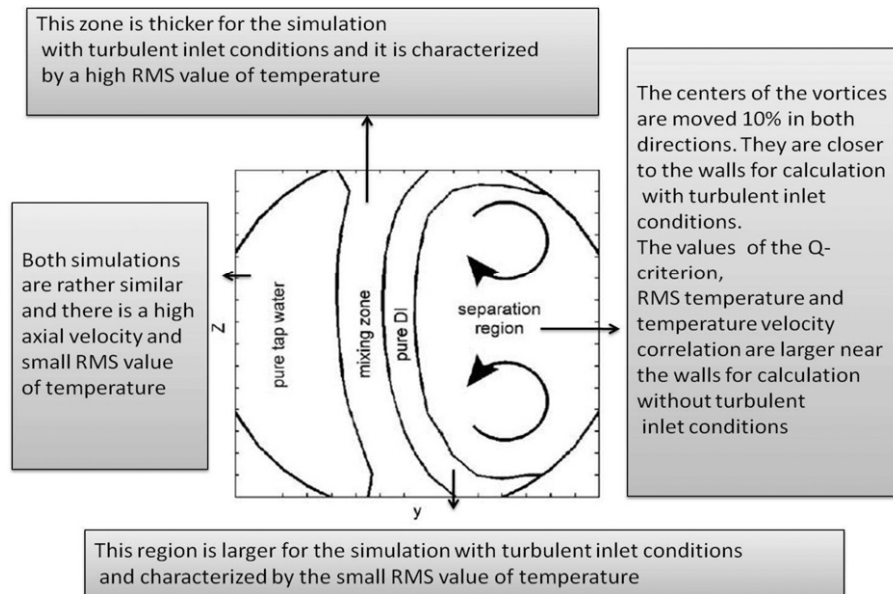 This zone is thicker for the simulation
with turbulent inlet conditions and it is characterized
by a high RMS value of temperature
Both simulations
are rather similar
and there is a high
axial velocity and
small RMS value
of temperature
Z
pure tap water
mixing zone
pure DI
separation
region
y
The centers of the vortices
are moved 10% in both
directions. They are closer
to the walls for calculation
with turbulent inlet
conditions.
The values of the Q-
criterion,
RMS temperature and
temperature velocity
correlation are larger near
the walls for calculation
without turbulent
inlet conditions
This region is larger for the simulation with turbulent inlet conditions
and characterized by the small RMS value of temperature